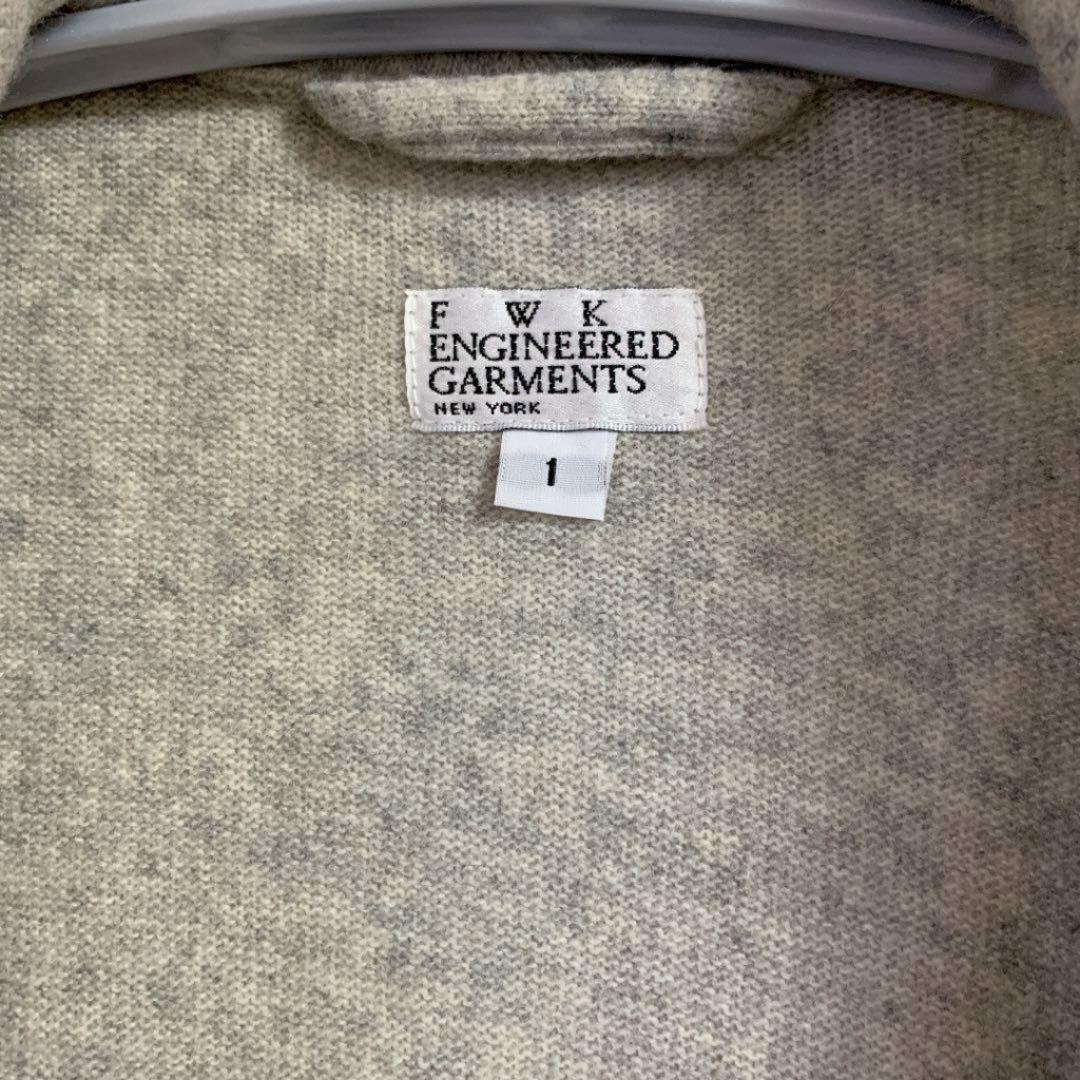 F W K
ENGINEERED
GARMENTS
NEW YORK
1